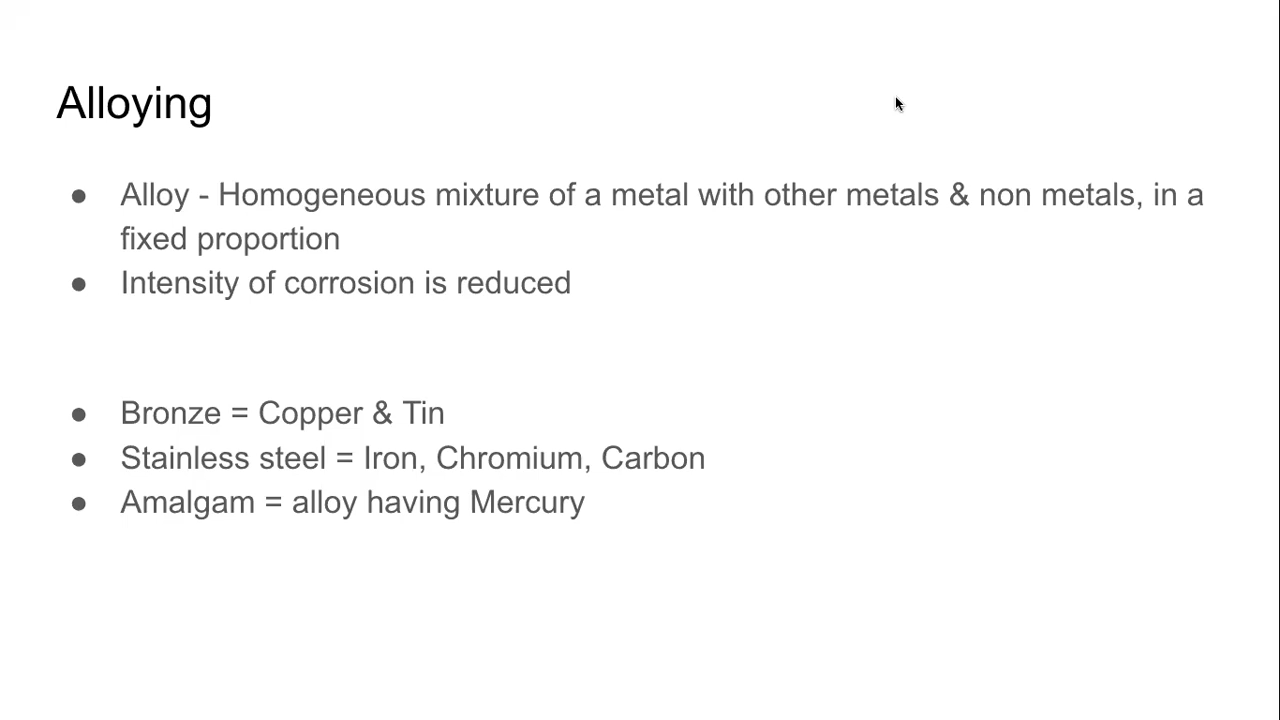 Alloying
● Alloy - Homogeneous mixture of a metal with other metals & non metals, in a
fixed proportion
● Intensity of corrosion is reduced
● Bronze = Copper & Tin
● Stainless steel = Iron, Chromium, Carbon
● Amalgam = alloy having Mercury